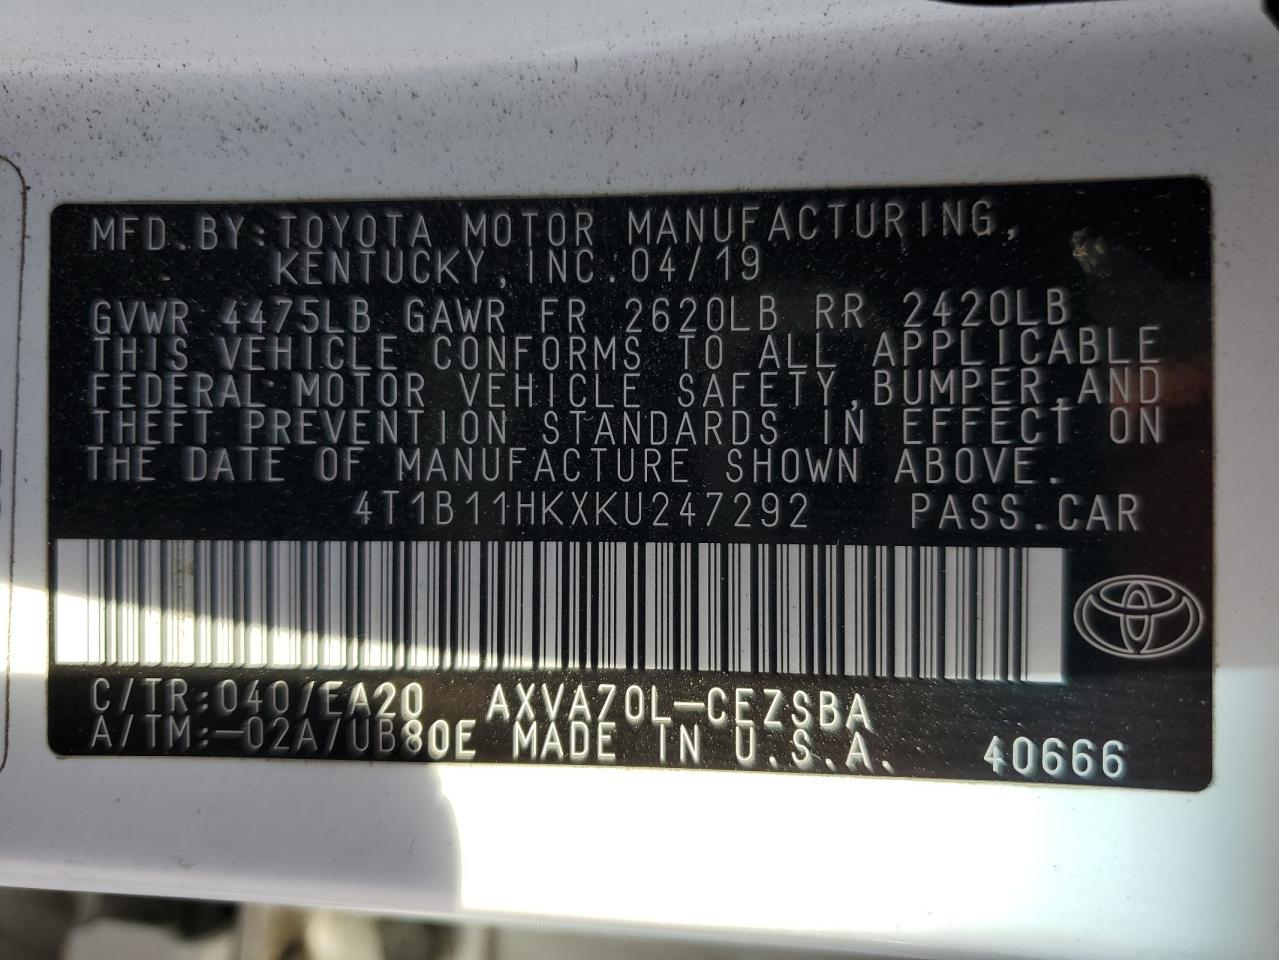 MFD.BY:TOYOTA MOTOR MANUFACTURING,
KENTUCKY,INC.04/19
GVWR 4475LB GAWR FR 2620LB RR 2420LB
THIS VEHICLE CONFORMS TO ALL APPLICABLE
FEDERAL MOTOR VEHICLE SAFETY,BUMPER,AND
THEFT PREVENTION STANDARDS IN EFFECT ON
THE DATE OF MANUFACTURE SHOWN ABOVE.
4T1B11HKXKU247292 PASS.CAR
C/TR:040/EA20 AXVA70L-CEZSBA
A/TM:-02A/UB80E MADE IN U.S.A. 40666